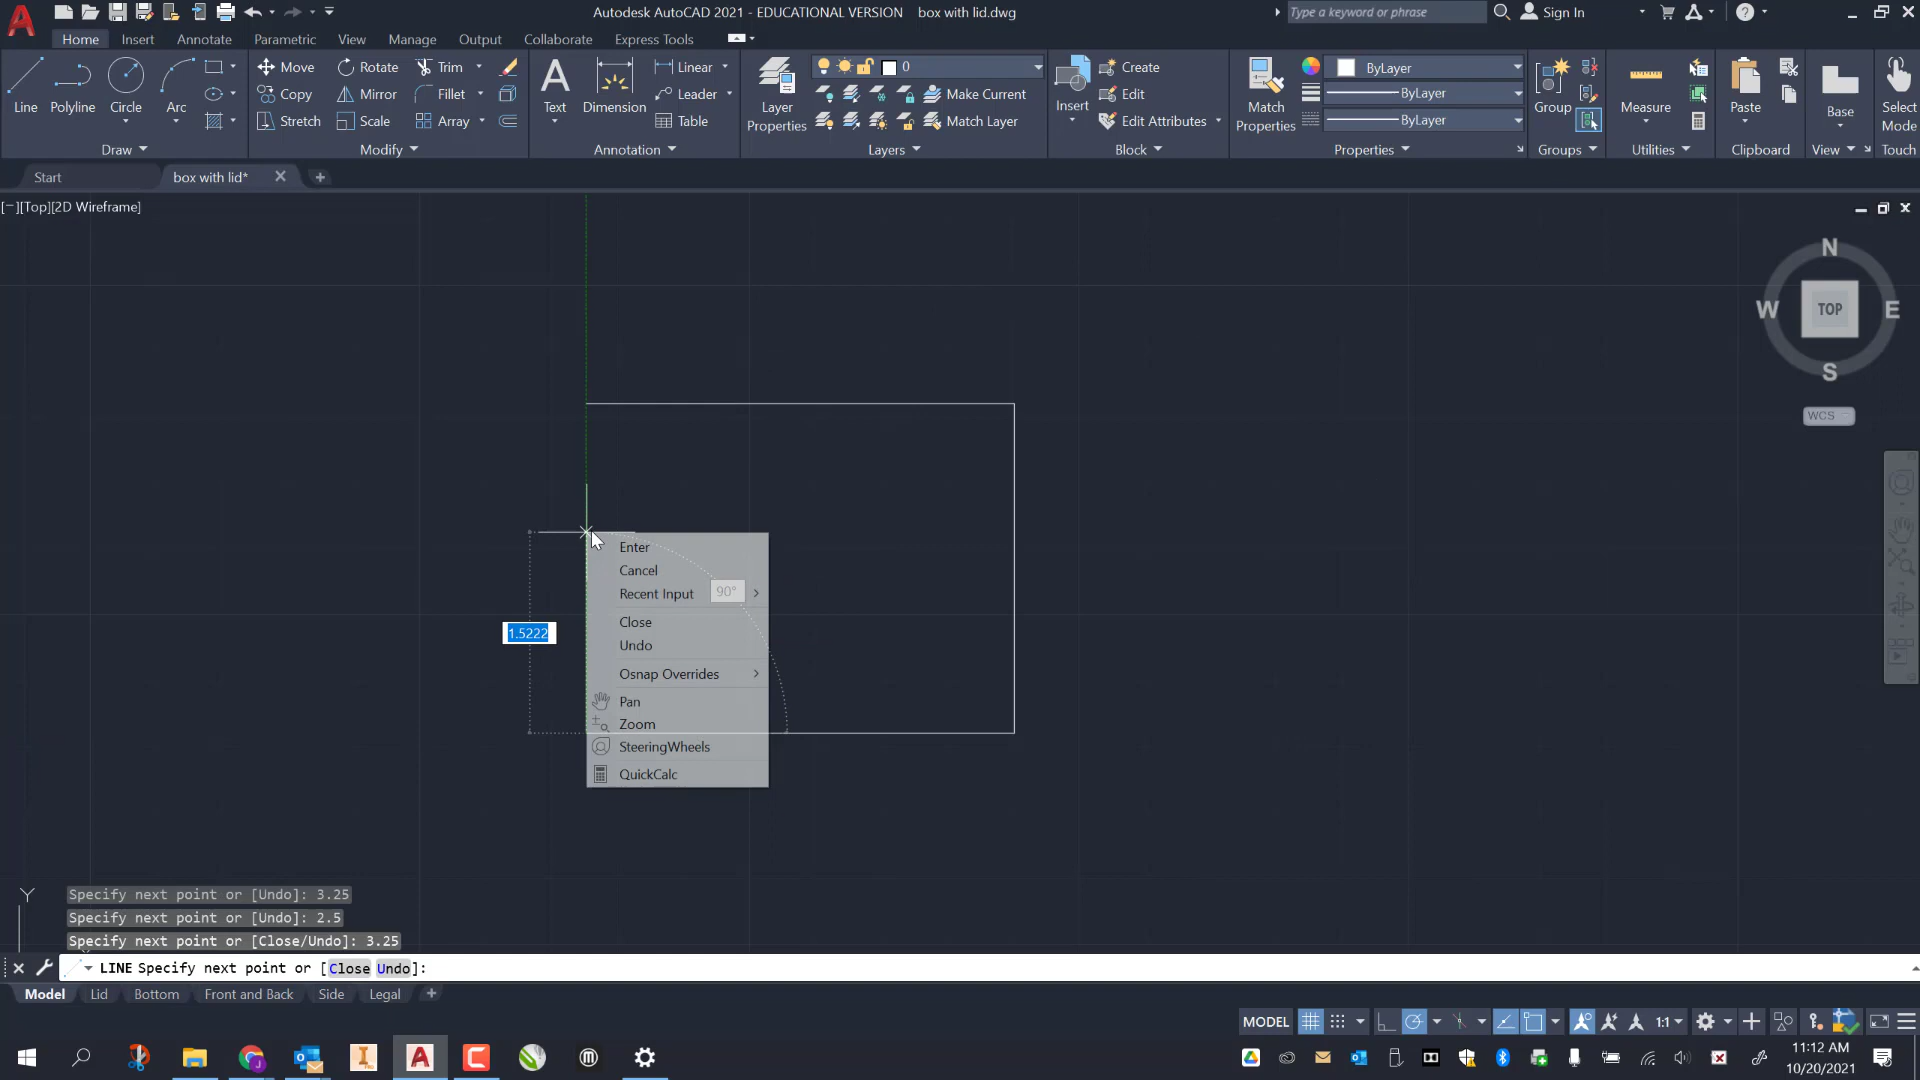 Autodesk AutoCAD 2021 - EDUCATIONAL VERSION box with lid.dwg
Type a keyword or phrase
Sign In
Home Insert Annotate Parametric View Manage Output Collaborate Express Tools
Line Polyline Circle Arc
Draw
Move Rotate Trim
Copy Mirror Fillet
Stretch Scale Array
Modify
Text Dimension
Linear
Leader
Table
Annotation
Layer Properties
0
Make Current
Match Layer
Layers
Insert
Create
Edit
Edit Attributes
Block
Match Properties
ByLayer
ByLayer
ByLayer
Properties
Group
Groups
Measure
Utilities
Paste
Clipboard
Base
View
Select Mode
Touch
Start box with lid*
[−][Top][2D Wireframe]
N
W TOP E
S
WCS
Enter
Cancel
Recent Input 90°
Close
1.5222
Undo
Osnap Overrides
Pan
Zoom
SteeringWheels
QuickCalc
Y
Specify next point or [Undo]: 3.25
Specify next point or [Undo]: 2.5
Specify next point or [Close/Undo]: 3.25
LINE Specify next point or [Close Undo]:
Model Lid Bottom Front and Back Side Legal
MODEL 1:1
11:12 AM
10/20/2021